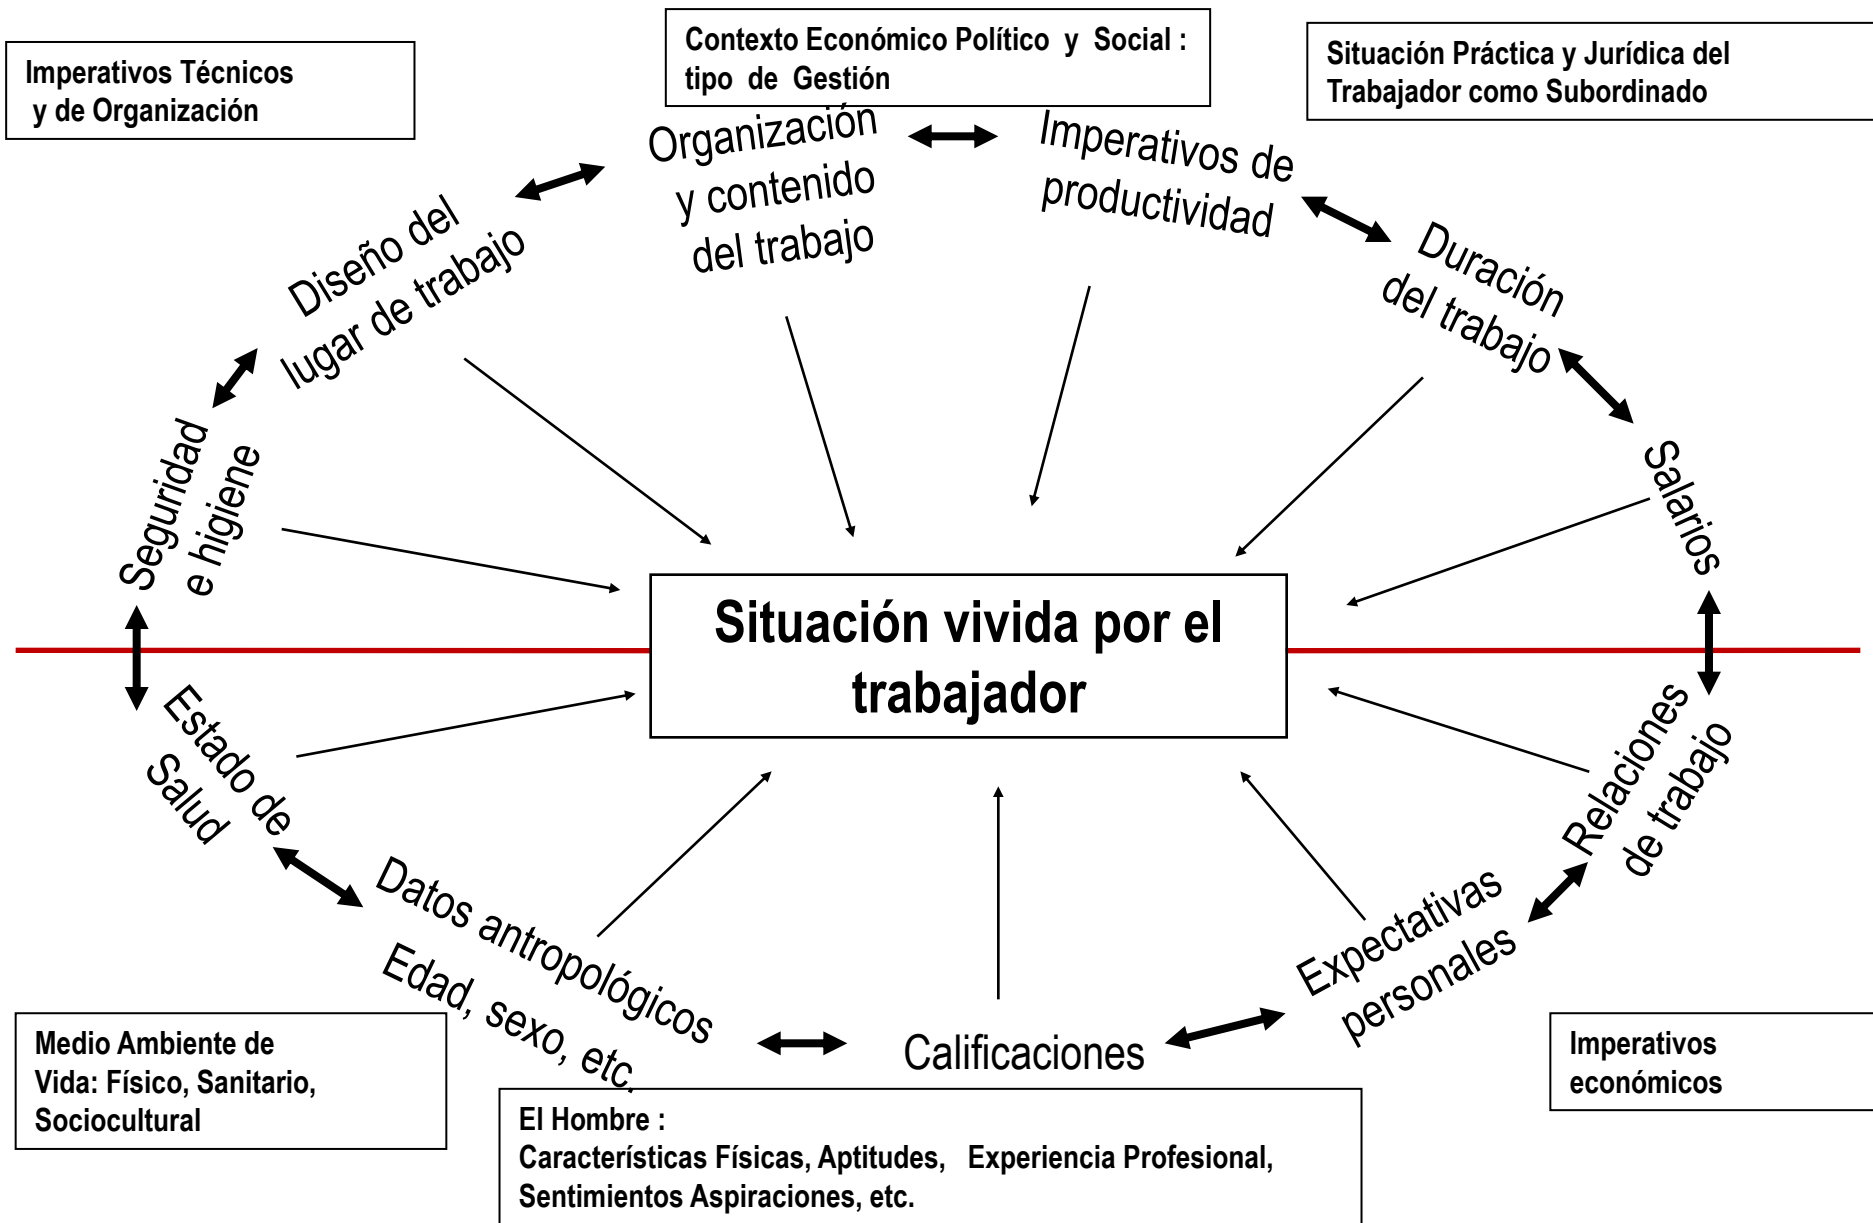 Imperativos Técnicos
y de Organización
Contexto Económico Político y Social :
tipo de Gestión
Situación Práctica y Jurídica del
Trabajador como Subordinado
Organización
y contenido
del trabajo
Imperativos de
productividad
Diseño del
lugar de trabajo
Duración
del trabajo
Seguridad
e higiene
Salarios
Situación vivida por el
trabajador
Estado de
Salud
Relaciones
de trabajo
Datos antropológicos
Edad, sexo, etc.
Expectativas
personales
Calificaciones
Medio Ambiente de
Vida: Físico, Sanitario,
Sociocultural
Imperativos
económicos
El Hombre :
Características Físicas, Aptitudes, Experiencia Profesional,
Sentimientos Aspiraciones, etc.